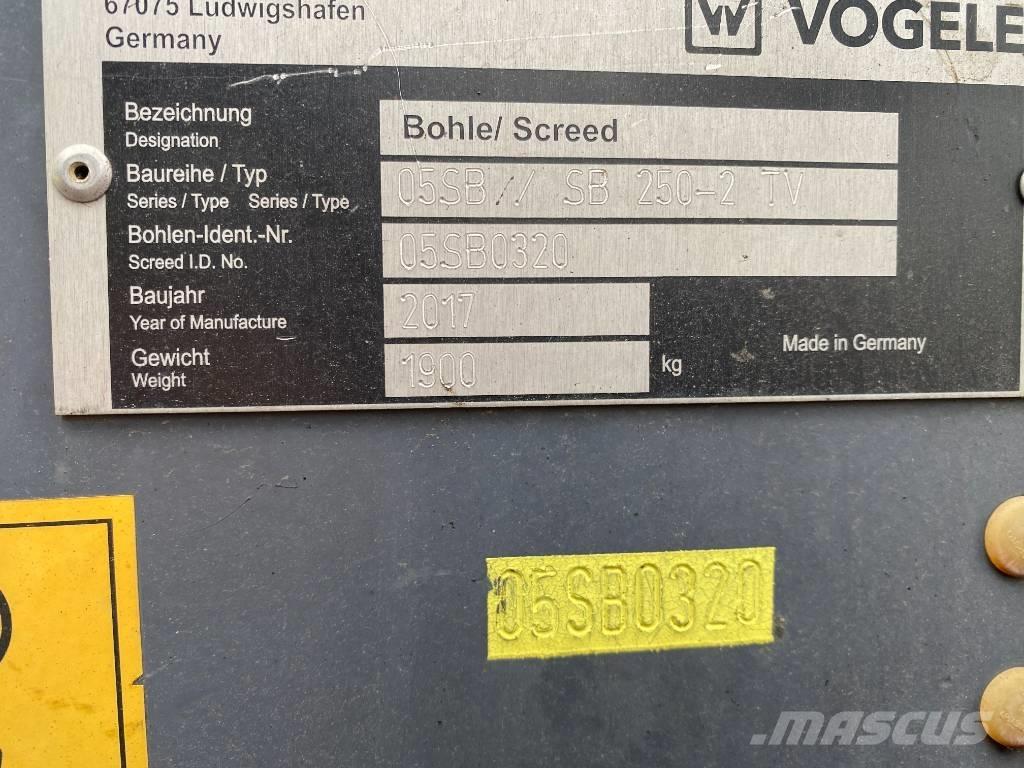 67075 Ludwigshafen
Germany
VÖGELE
Bezeichnung
Designation
Bohle/ Screed
Baureihe / Typ
Series / Type Series / Type
05SB// SB 250-2 TV
Bohlen-Ident.-Nr.
Screed I.D. No.
05SB0320
Baujahr
Year of Manufacture
2017
Gewicht
Weight
1900
kg
Made in Germany
05SB0320
MASCUS